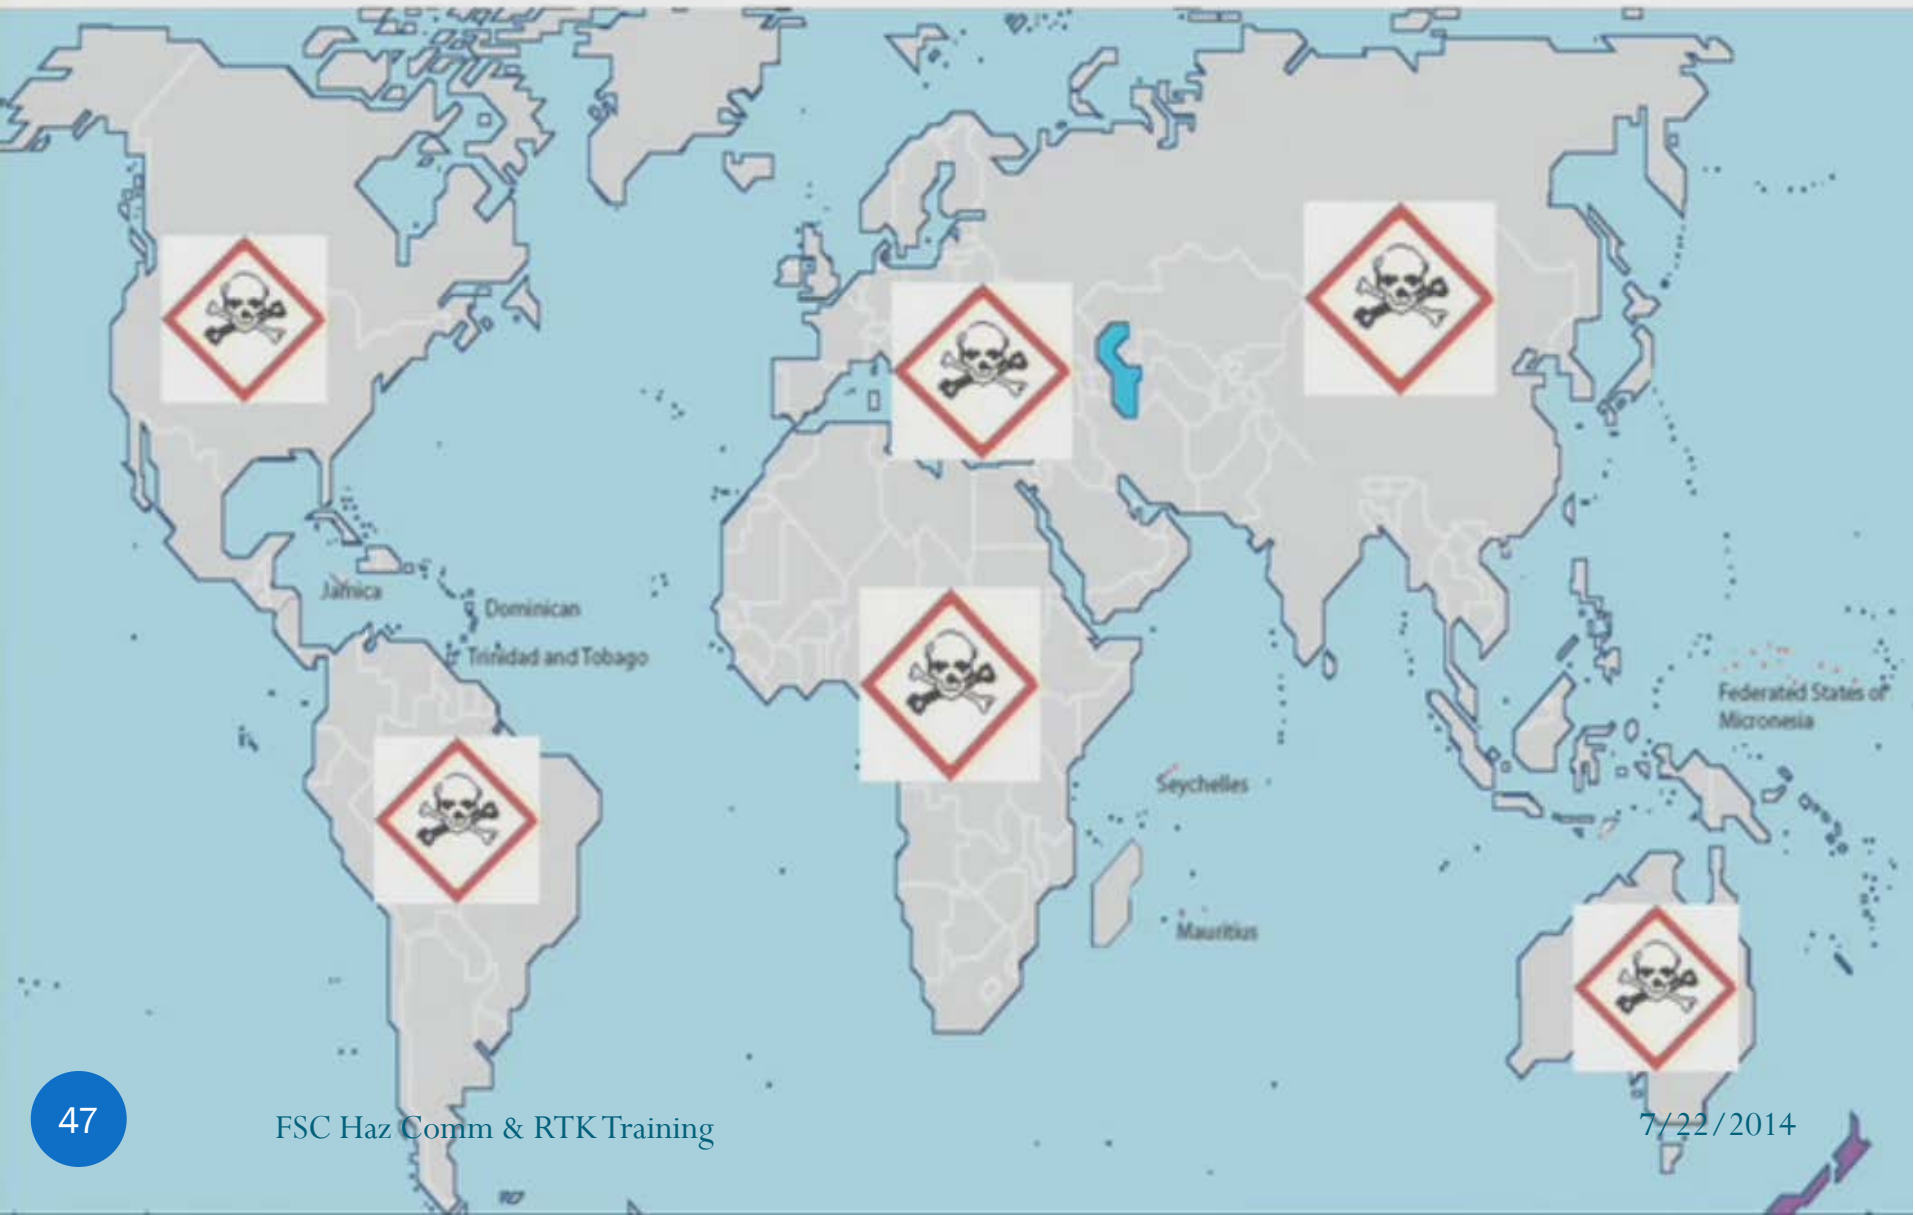 Jamica
Dominican
Trinidad and Tobago
Federated States of
Micronesia
Seychelles
Mauritius
47
FSC Haz Comm & RTK Training
7/22/2014